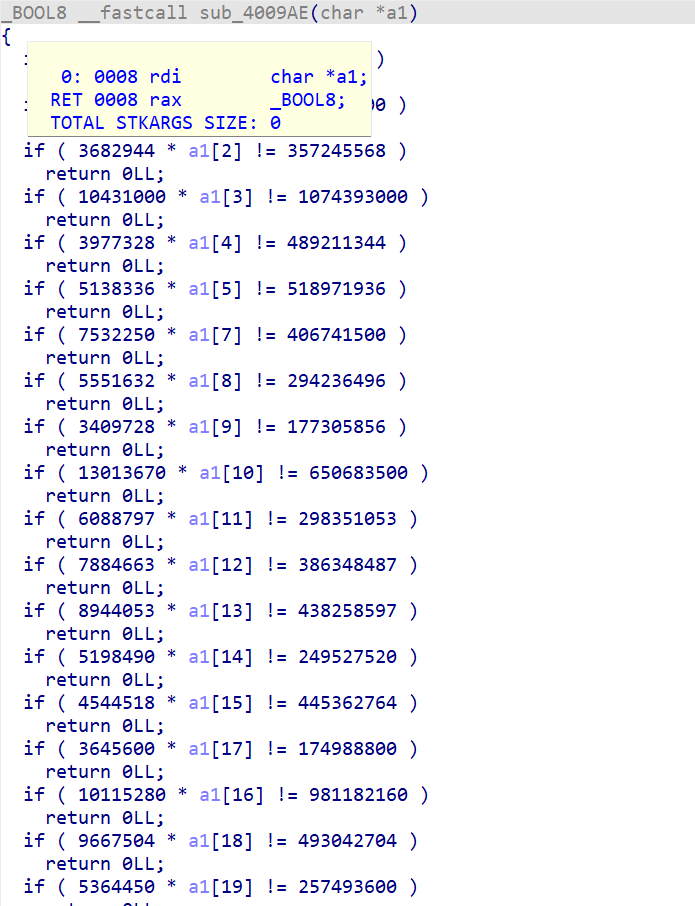 _BOOL8 __fastcall sub_4009AE(char *a1)
{
)
0: 0008 rdi char *a1;
RET 0008 rax _BOOL8;
00 )
TOTAL STKARGS SIZE: 0
if ( 3682944 * a1[2] != 357245568 )
return 0LL;
if ( 10431000 * a1[3] != 1074393000 )
return 0LL;
if ( 3977328 * a1[4] != 489211344 )
return 0LL;
if ( 5138336 * a1[5] != 518971936 )
return 0LL;
if ( 7532250 * a1[7] != 406741500 )
return 0LL;
if ( 5551632 * a1[8] != 294236496 )
return 0LL;
if ( 3409728 * a1[9] != 177305856 )
return 0LL;
if ( 13013670 * a1[10] != 650683500 )
return 0LL;
if ( 6088797 * a1[11] != 298351053 )
return 0LL;
if ( 7884663 * a1[12] != 386348487 )
return 0LL;
if ( 8944053 * a1[13] != 438258597 )
return 0LL;
if ( 5198490 * a1[14] != 249527520 )
return 0LL;
if ( 4544518 * a1[15] != 445362764 )
return 0LL;
if ( 3645600 * a1[17] != 174988800 )
return 0LL;
if ( 10115280 * a1[16] != 981182160 )
return 0LL;
if ( 9667504 * a1[18] != 493042704 )
return 0LL;
if ( 5364450 * a1[19] != 257493600 )